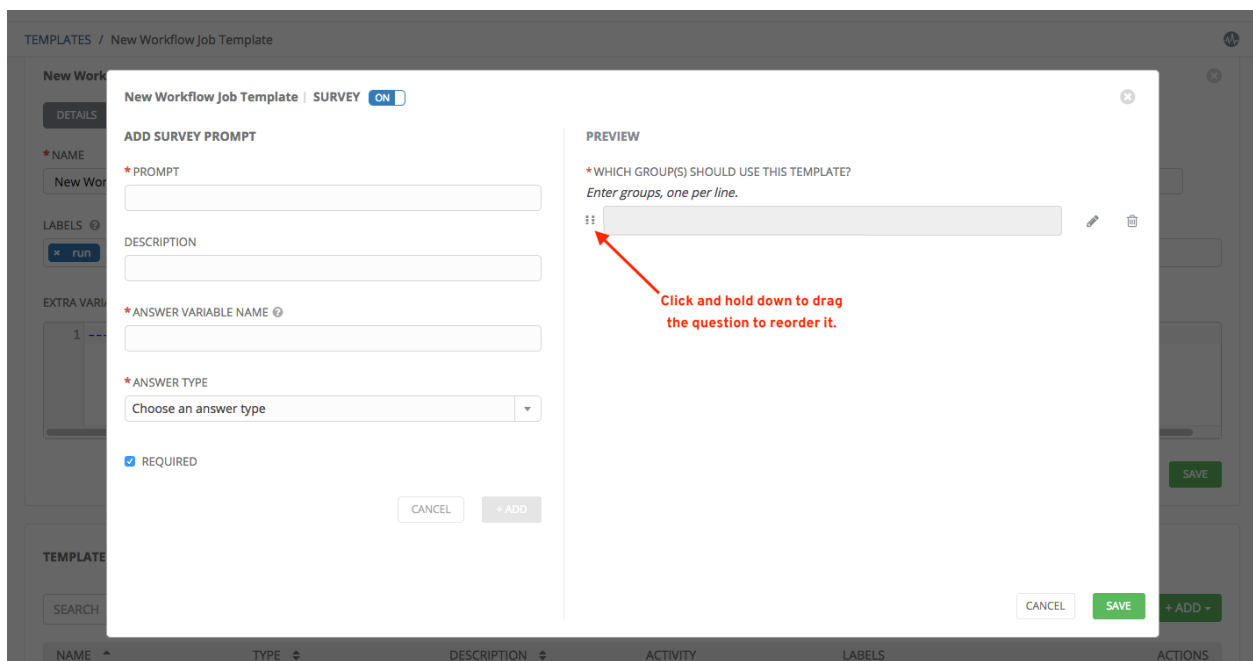 TEMPLATES / New Workflow Job Template
New Work
New Workflow Job Template | SURVEY ON
DETAILS
ADD SURVEY PROMPT
PREVIEW
* NAME
New Wor
* PROMPT
* WHICH GROUP(S) SHOULD USE THIS TEMPLATE?
Enter groups, one per line.
LABELS
× run
DESCRIPTION
EXTRA VARIA
1 ---
* ANSWER VARIABLE NAME
Click and hold down to drag
the question to reorder it.
* ANSWER TYPE
Choose an answer type
REQUIRED
SAVE
CANCEL + ADD
TEMPLATE
SEARCH
CANCEL SAVE
+ ADD
NAME TYPE DESCRIPTION ACTIVITY LABELS ACTIONS